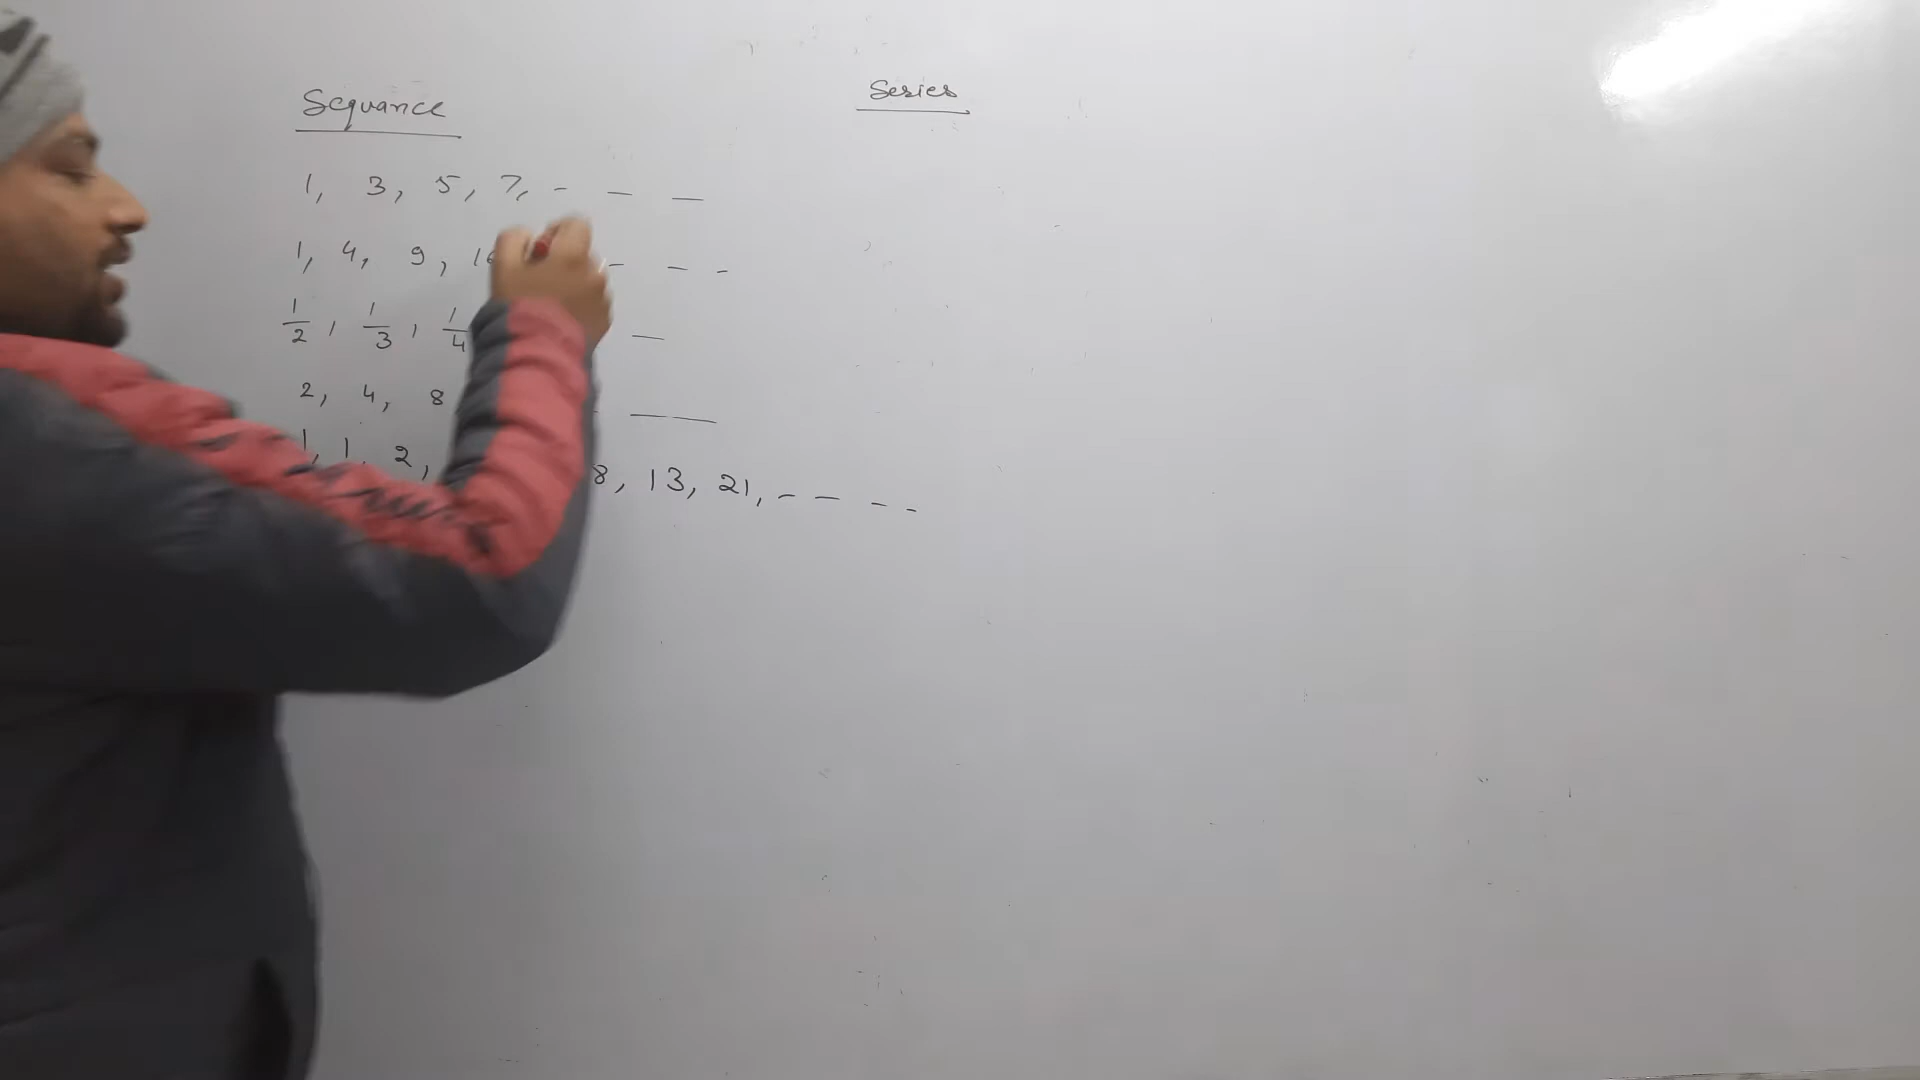 Sequance
Series
1, 3, 5, 7, - — —
1, 4, 9, 16 - - -
1/2, 1/3, 1/4 —
2, 4, 8 ——
1, 1, 2, 8, 13, 21, - — - -